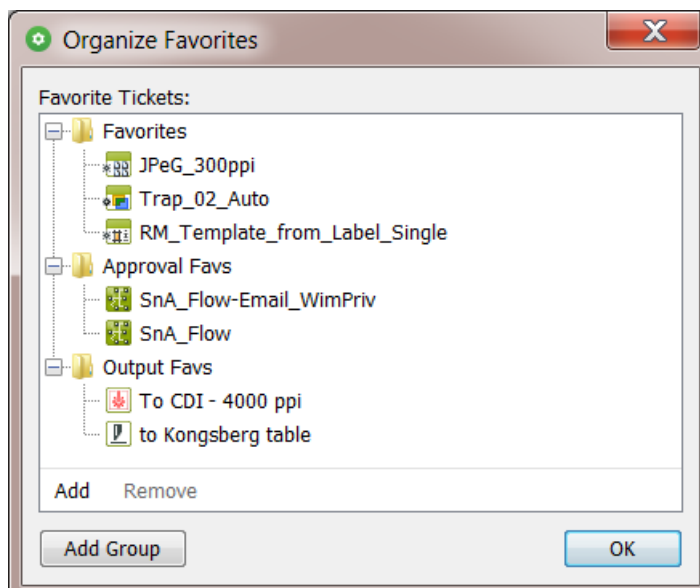 Organize Favorites
Favorite Tickets:
Favorites
JPeG_300ppi
Trap_02_Auto
RM_Template_from_Label_Single
Approval Favs
SnA_Flow-Email_WimPriv
SnA_Flow
Output Favs
To CDI - 4000 ppi
to Kongsberg table
Add Remove
Add Group OK